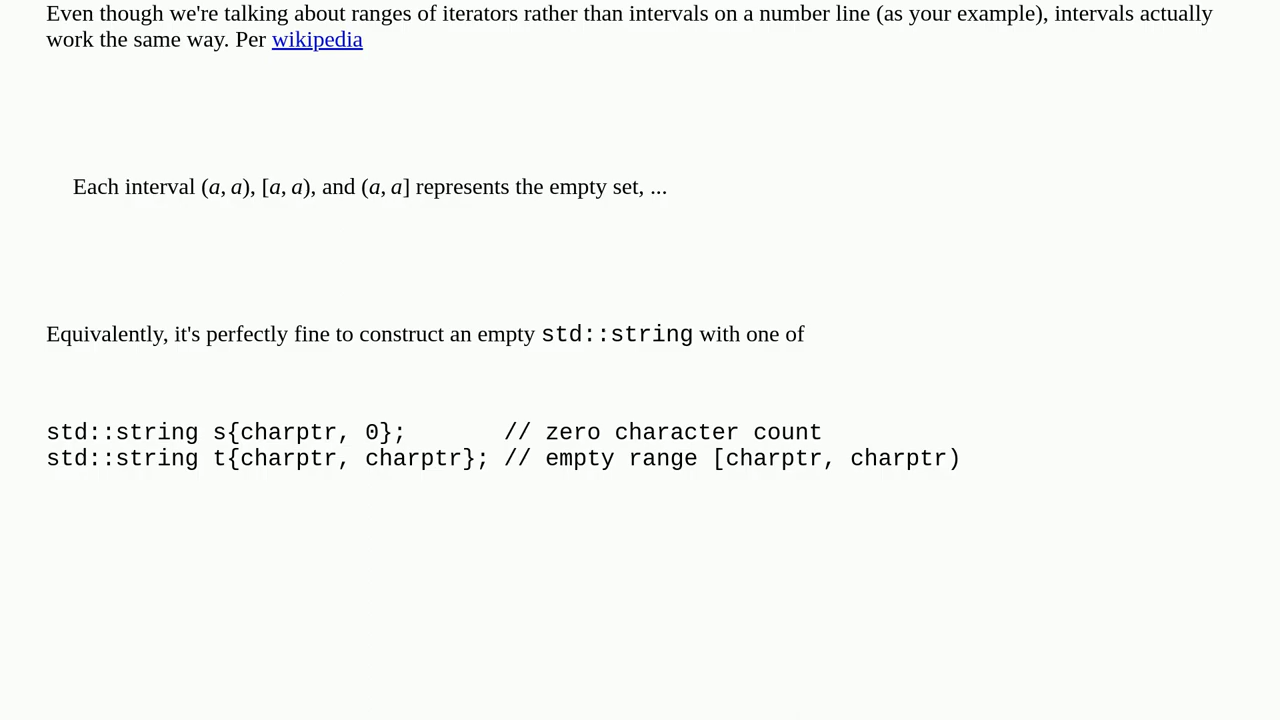 Even though we're talking about ranges of iterators rather than intervals on a number line (as your example), intervals actually
work the same way. Per wikipedia
Each interval (a, a), [a, a), and (a, a] represents the empty set, ...
Equivalently, it's perfectly fine to construct an empty std::string with one of
std::string s{charptr, 0};       // zero character count
std::string t{charptr, charptr}; // empty range [charptr, charptr)